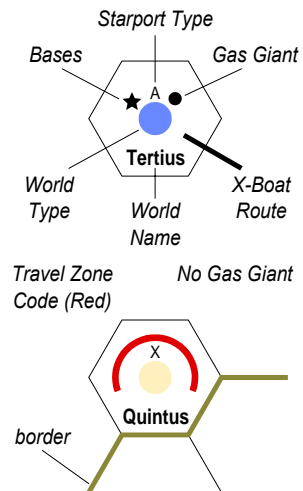 Starport Type
Bases
Gas Giant
A
Tertius
World
Type
World
Name
X-Boat
Route
Travel Zone
Code (Red)
No Gas Giant
X
Quintus
border